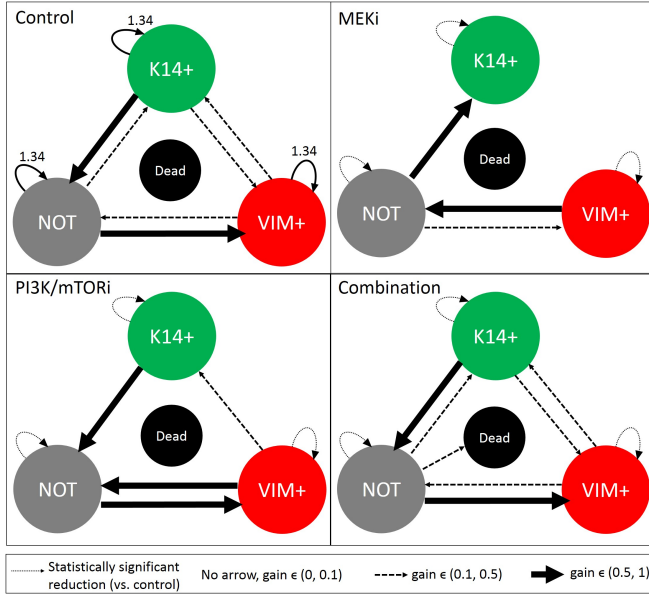 Control
1.34
K14+
Dead
1.34
1.34
NOT
VIM+
MEKi
K14+
Dead
NOT
VIM+
PI3K/mTORi
K14+
Dead
NOT
VIM+
Combination
K14+
Dead
NOT
VIM+
Statistically significant
reduction (vs. control)
No arrow, gain ϵ (0, 0.1)
gain ϵ (0.1, 0.5)
gain ϵ (0.5, 1)